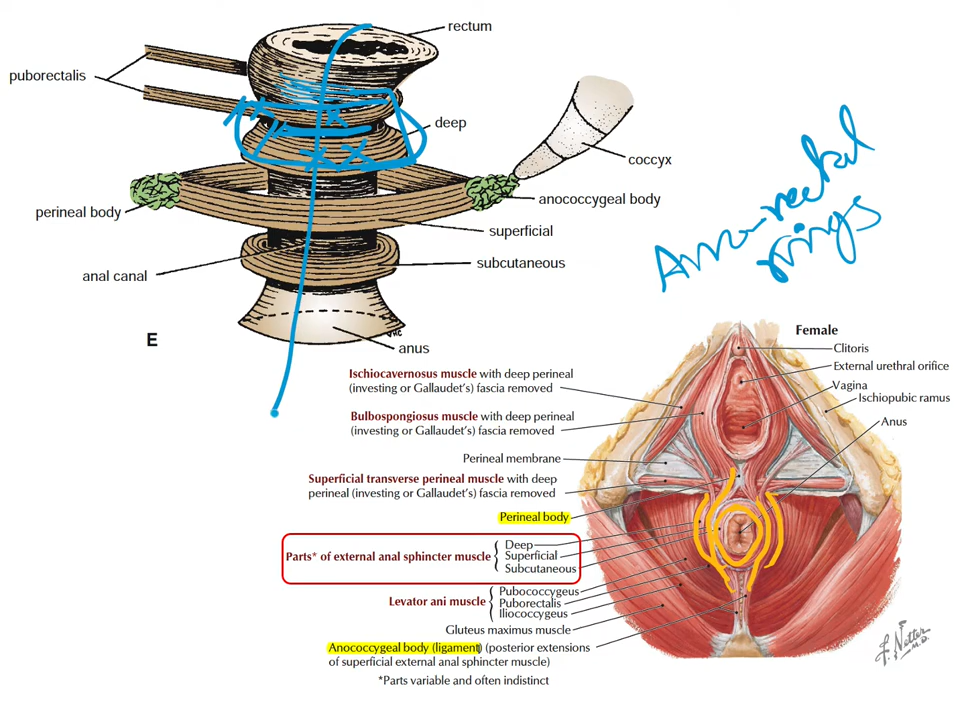 rectum
puborectalis
deep
coccyx
anococcygeal body
perineal body
superficial
subcutaneous
anal canal
anus
E
Ano-rectal
rings
Female
Clitoris
External urethral orifice
Vagina
Ischiopubic ramus
Anus
Ischiocavernosus muscle with deep perineal
(investing or Gallaudet's) fascia removed
Bulbospongiosus muscle with deep perineal
(investing or Gallaudet's) fascia removed
Perineal membrane
Superficial transverse perineal muscle with deep
perineal (investing or Gallaudet's) fascia removed
Perineal body
Parts* of external anal sphincter muscle
Deep
Superficial
Subcutaneous
Levator ani muscle
Pubococcygeus
Puborectalis
Iliococcygeus
Gluteus maximus muscle
Anococcygeal body (ligament) (posterior extensions
of superficial external anal sphincter muscle)
*Parts variable and often indistinct
F. Netter
M.D.